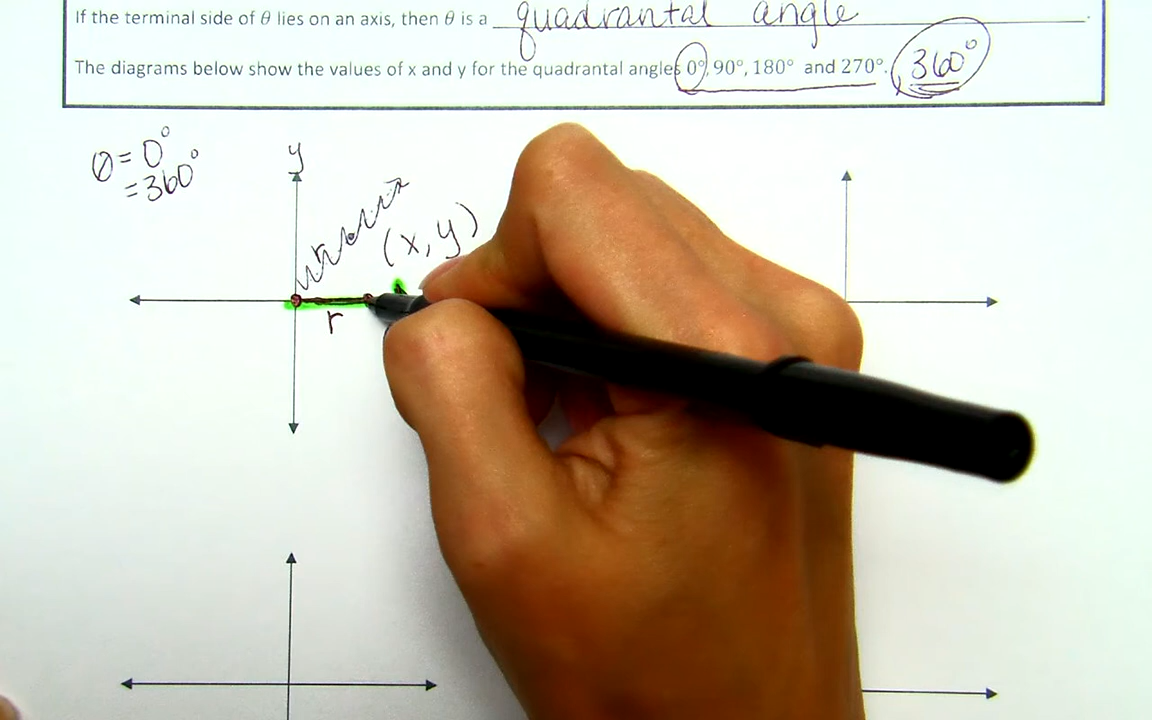 If the terminal side of θ lies on an axis, then θ is a quadrantal angle.
The diagrams below show the values of x and y for the quadrantal angles 0°, 90°, 180° and 270°. , 360°
θ = 0°
= 360°
y
r
(x, y)
r